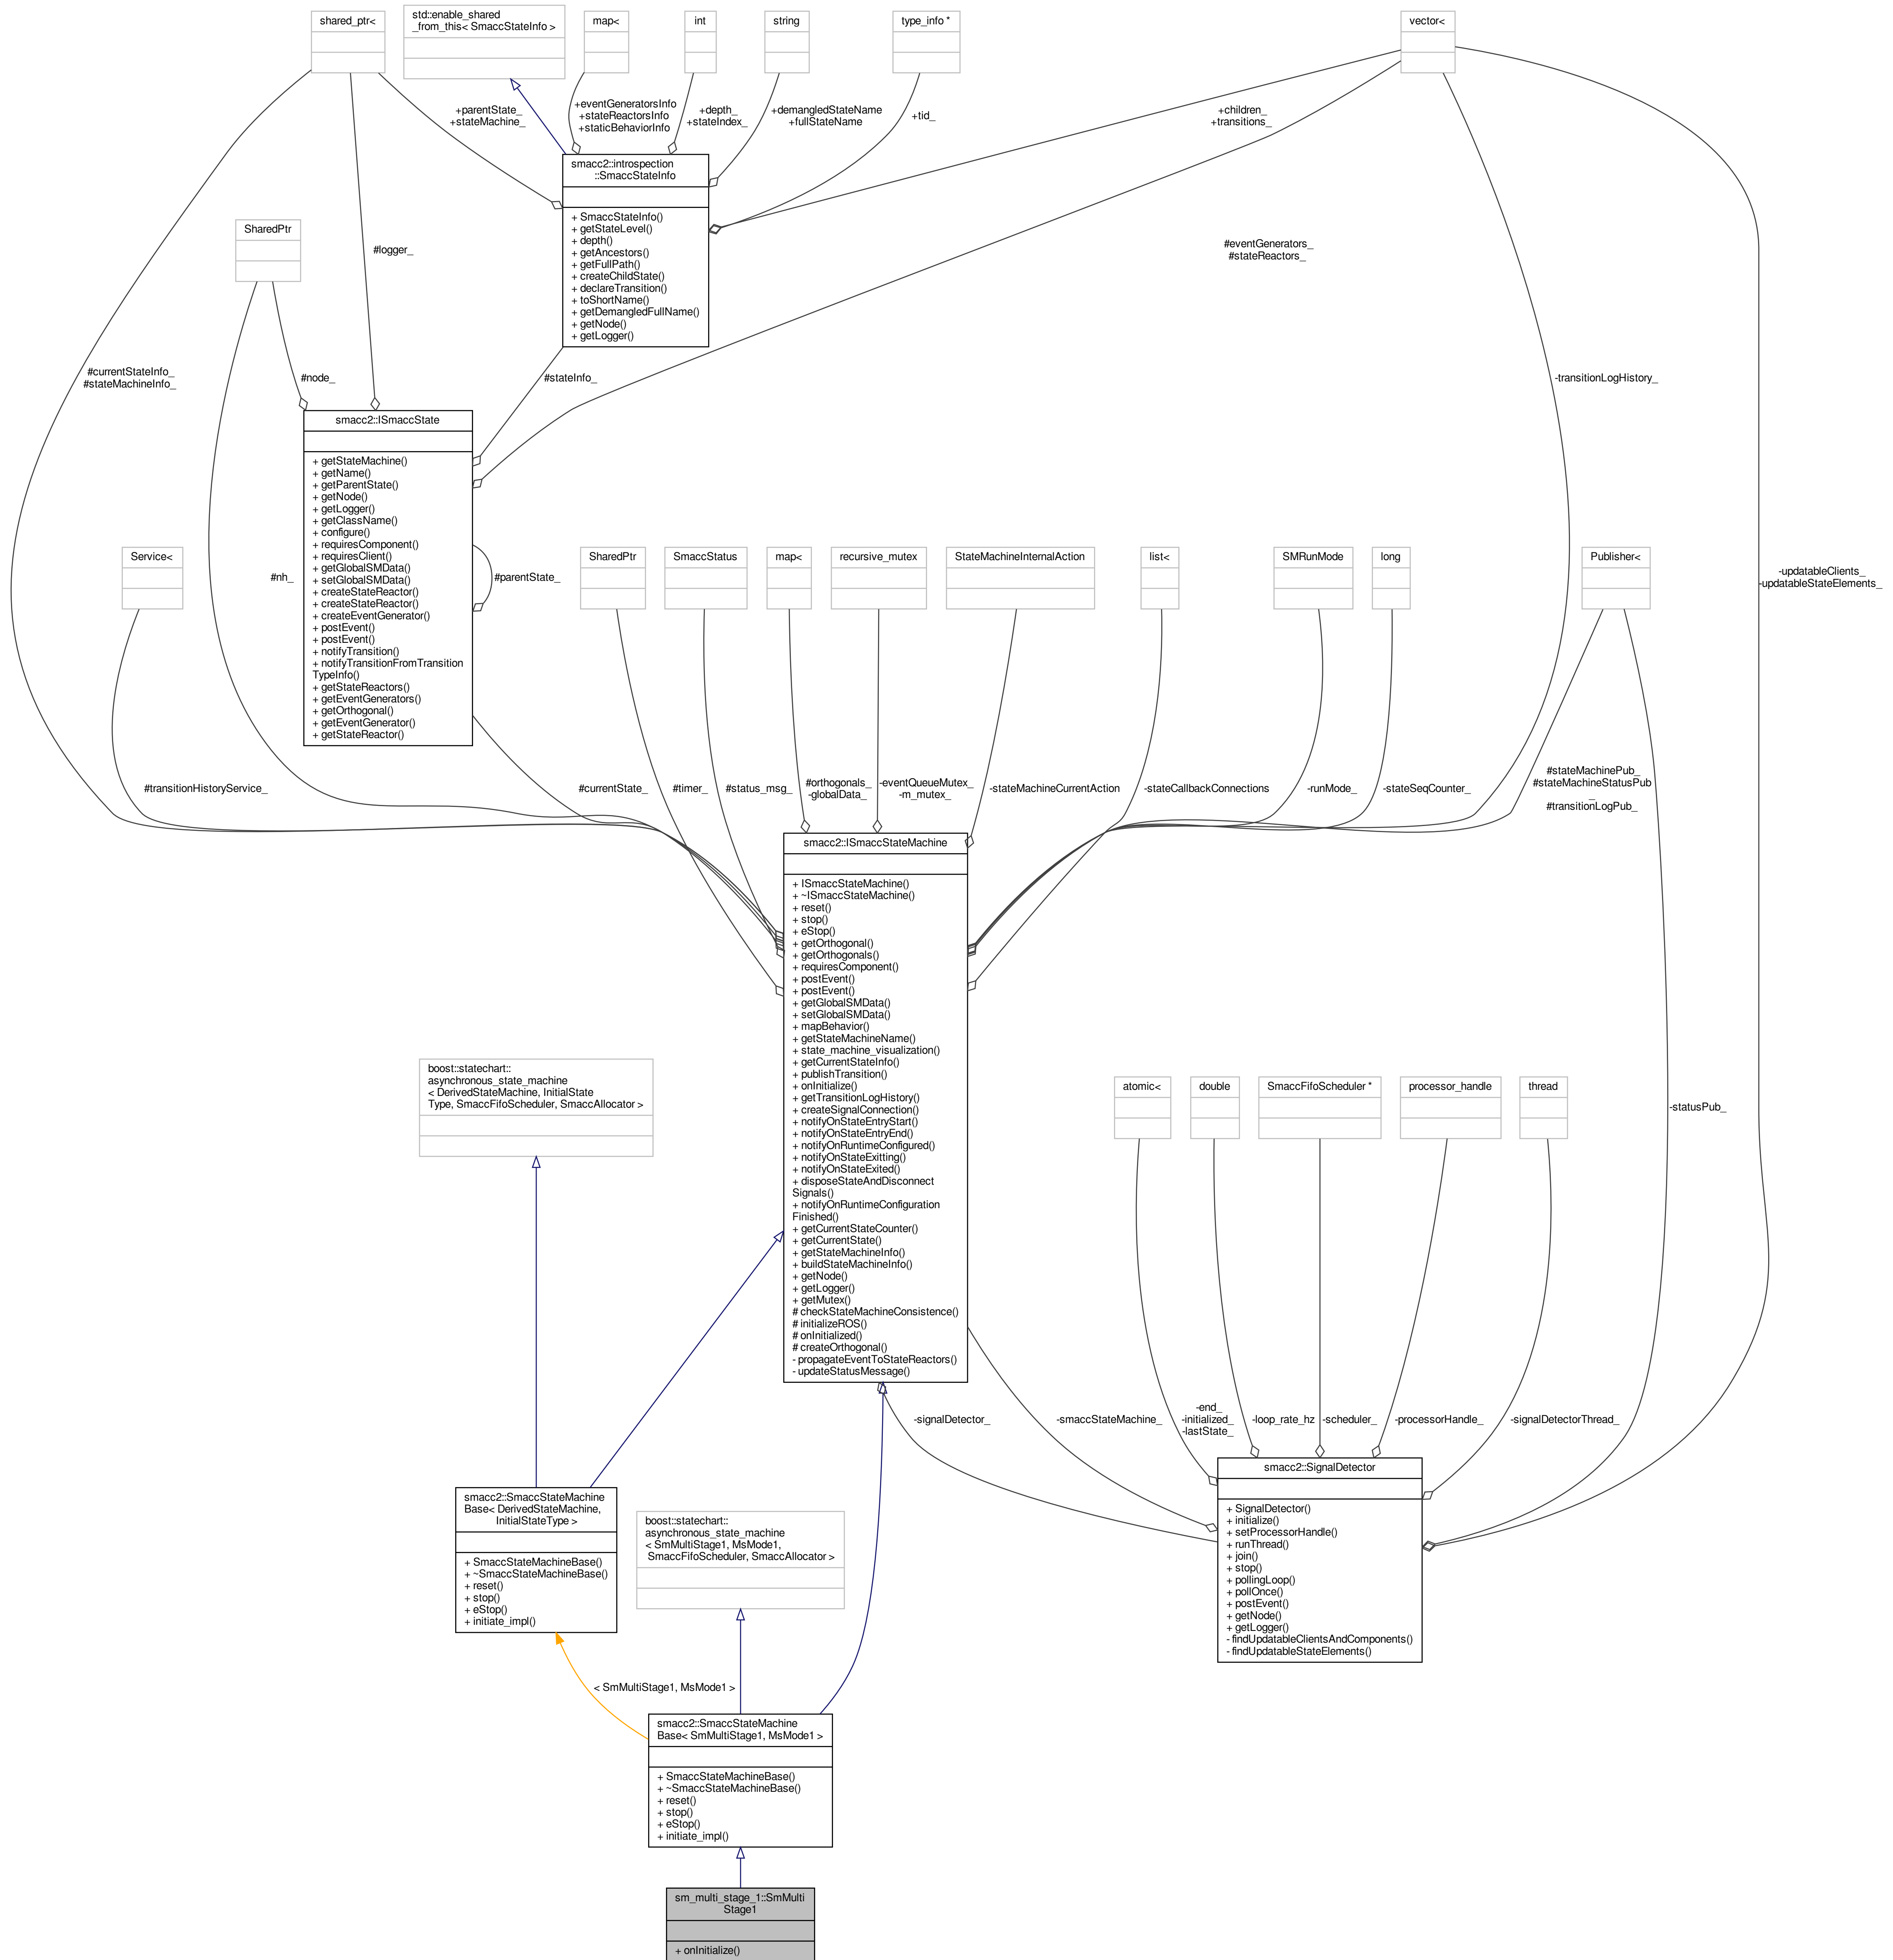 shared_ptr<
std::enable_shared
_from_this< SmaccStateInfo >
map<
int
string
type_info *
vector<
+parentState_
+stateMachine_
+eventGeneratorsInfo
+stateReactorsInfo
+staticBehaviorInfo
+depth_
+stateIndex_
+demangledStateName
+fullStateName
+tid_
+children_
+transitions_
smacc2::introspection
::SmaccStateInfo
+ SmaccStateInfo()
+ getStateLevel()
+ depth()
+ getAncestors()
+ getFullPath()
+ createChildState()
+ declareTransition()
+ toShortName()
+ getDemangledFullName()
+ getNode()
+ getLogger()
SharedPtr
#logger_
#eventGenerators_
#stateReactors_
#currentStateInfo_
#stateMachineInfo_
#node_
#stateInfo_
-transitionLogHistory_
smacc2::ISmaccState
+ getStateMachine()
+ getName()
+ getParentState()
+ getNode()
+ getLogger()
+ getClassName()
+ configure()
+ requiresComponent()
+ requiresClient()
+ getGlobalSMData()
+ setGlobalSMData()
+ createStateReactor()
+ createStateReactor()
+ createEventGenerator()
+ postEvent()
+ postEvent()
+ notifyTransition()
+ notifyTransitionFromTransition
TypeInfo()
+ getStateReactors()
+ getEventGenerators()
+ getOrthogonal()
+ getEventGenerator()
+ getStateReactor()
#parentState_
Service<
#nh_
SharedPtr
SmaccStatus
map<
recursive_mutex
StateMachineInternalAction
list<
SMRunMode
long
Publisher<
-updatableClients_
-updatableStateElements_
#transitionHistoryService_
#currentState_
#timer_
#status_msg_
#orthogonals_
-globalData_
-eventQueueMutex_
-m_mutex_
-stateMachineCurrentAction
-stateCallbackConnections
-runMode_
-stateSeqCounter_
#stateMachinePub_
#stateMachineStatusPub
_
#transitionLogPub_
smacc2::ISmaccStateMachine
+ ISmaccStateMachine()
+ ~ISmaccStateMachine()
+ reset()
+ stop()
+ eStop()
+ getOrthogonal()
+ getOrthogonals()
+ requiresComponent()
+ postEvent()
+ postEvent()
+ getGlobalSMData()
+ setGlobalSMData()
+ mapBehavior()
+ getStateMachineName()
+ state_machine_visualization()
+ getCurrentStateInfo()
+ publishTransition()
+ onInitialize()
+ getTransitionLogHistory()
+ createSignalConnection()
+ notifyOnStateEntryStart()
+ notifyOnStateEntryEnd()
+ notifyOnRuntimeConfigured()
+ notifyOnStateExitting()
+ notifyOnStateExited()
+ disposeStateAndDisconnect
Signals()
+ notifyOnRuntimeConfiguration
Finished()
+ getCurrentStateCounter()
+ getCurrentState()
+ getStateMachineInfo()
+ buildStateMachineInfo()
+ getNode()
+ getLogger()
+ getMutex()
# checkStateMachineConsistence()
# initializeROS()
# onInitialized()
# createOrthogonal()
- propagateEventToStateReactors()
- updateStatusMessage()
boost::statechart::
asynchronous_state_machine
< DerivedStateMachine, InitialState
Type, SmaccFifoScheduler, SmaccAllocator >
atomic<
double
SmaccFifoScheduler *
processor_handle
thread
-statusPub_
-signalDetector_
-smaccStateMachine_
-end_
-initialized_
-lastState_
-loop_rate_hz
-scheduler_
-processorHandle_
-signalDetectorThread_
smacc2::SignalDetector
+ SignalDetector()
+ initialize()
+ setProcessorHandle()
+ runThread()
+ join()
+ stop()
+ pollingLoop()
+ pollOnce()
+ postEvent()
+ getNode()
+ getLogger()
- findUpdatableClientsAndComponents()
- findUpdatableStateElements()
smacc2::SmaccStateMachine
Base< DerivedStateMachine,
InitialStateType >
+ SmaccStateMachineBase()
+ ~SmaccStateMachineBase()
+ reset()
+ stop()
+ eStop()
+ initiate_impl()
boost::statechart::
asynchronous_state_machine
< SmMultiStage1, MsMode1,
SmaccFifoScheduler, SmaccAllocator >
< SmMultiStage1, MsMode1 >
smacc2::SmaccStateMachine
Base< SmMultiStage1, MsMode1 >
+ SmaccStateMachineBase()
+ ~SmaccStateMachineBase()
+ reset()
+ stop()
+ eStop()
+ initiate_impl()
sm_multi_stage_1::SmMulti
Stage1
+ onInitialize()